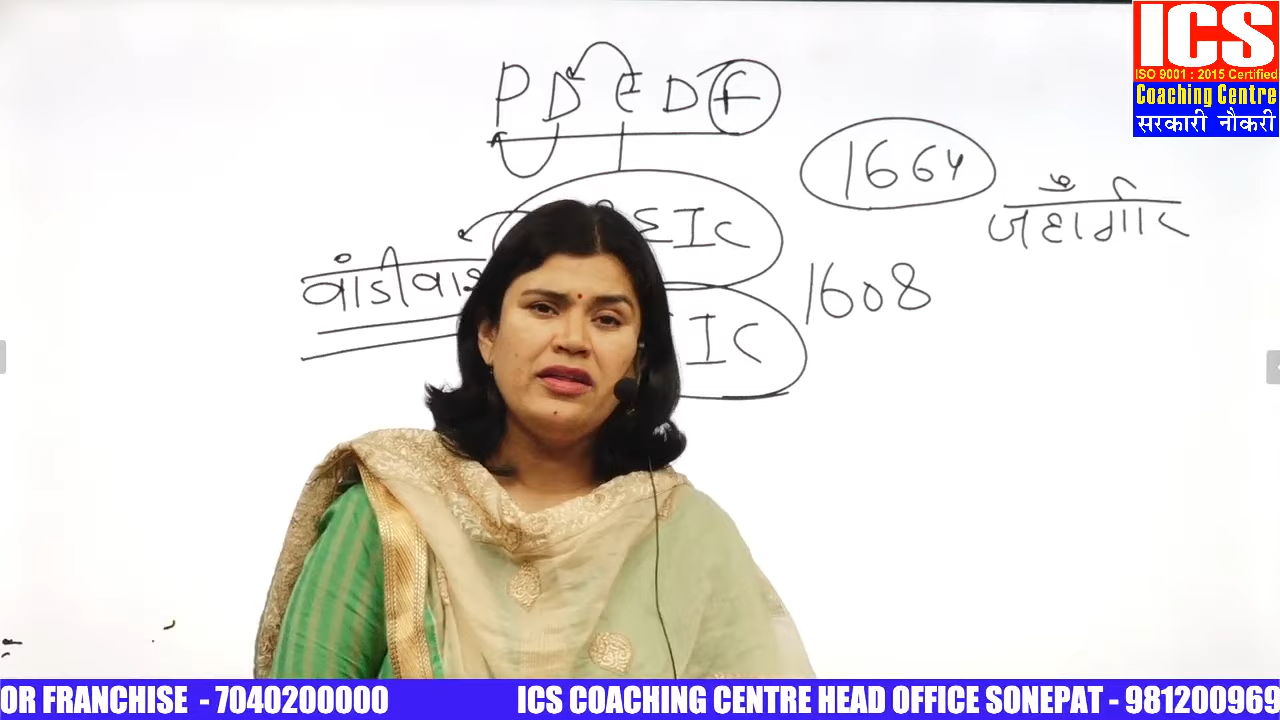 ICS
ISO 9001 : 2015 Certified
Coaching Centre
सरकारी नौकरी
P D E D F
1664
जहाँगीर
EIC
वांडीवाश
1608
IC
OR FRANCHISE - 7040200000
ICS COACHING CENTRE HEAD OFFICE SONEPAT - 981200969